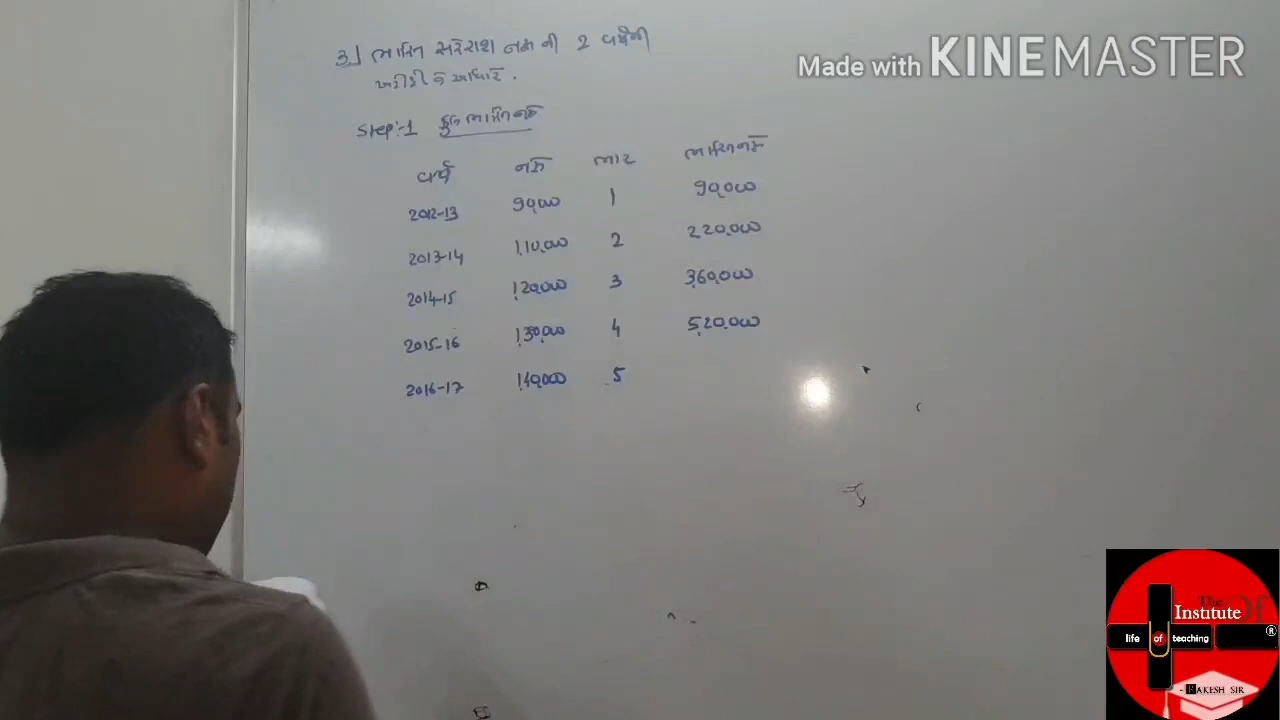 3] ભારિત સરેરાશ નફાની 2 વર્ષની
ખરીદીના આધારે.
Step:-1 કુલ ભારિત નફો
વર્ષ નફો ભાર ભારિત નફો
2012-13 90,000 1 90,000
2013-14 1,10,000 2 2,20,000
2014-15 1,20,000 3 3,60,000
2015-16 1,30,000 4 5,20,000
2016-17 1,40,000 5
Made with KINEMASTER
The
Institute
Of
life of teaching
- RAKESH SIR